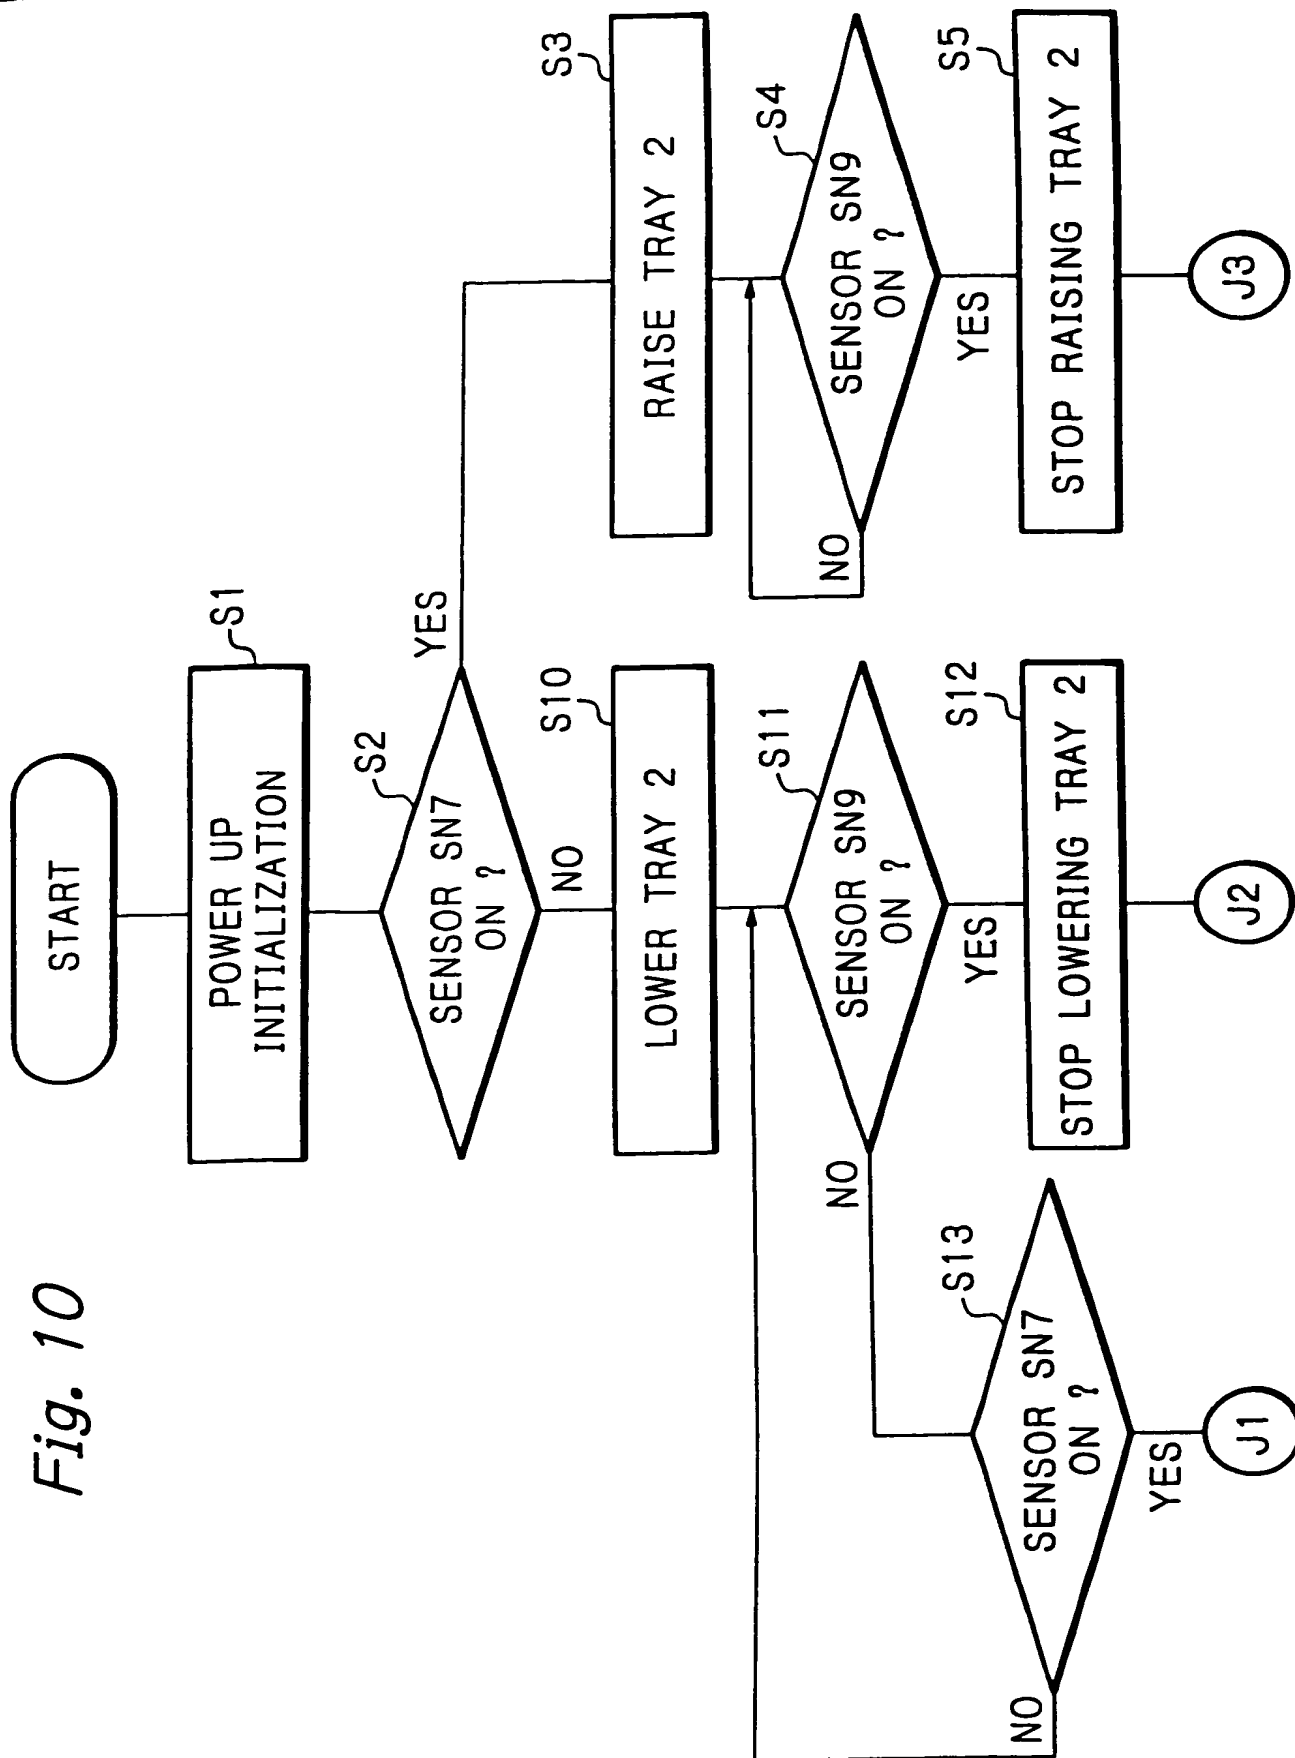 Fig. 10
START
S1
POWER UP
INITIALIZATION
S2
SENSOR SN7
ON ?
YES
NO
S10
LOWER TRAY 2
S3
RAISE TRAY 2
S11
SENSOR SN9
ON ?
NO
YES
S4
SENSOR SN9
ON ?
NO
YES
S13
SENSOR SN7
ON ?
NO
YES
S12
STOP LOWERING TRAY 2
S5
STOP RAISING TRAY 2
J1
J2
J3